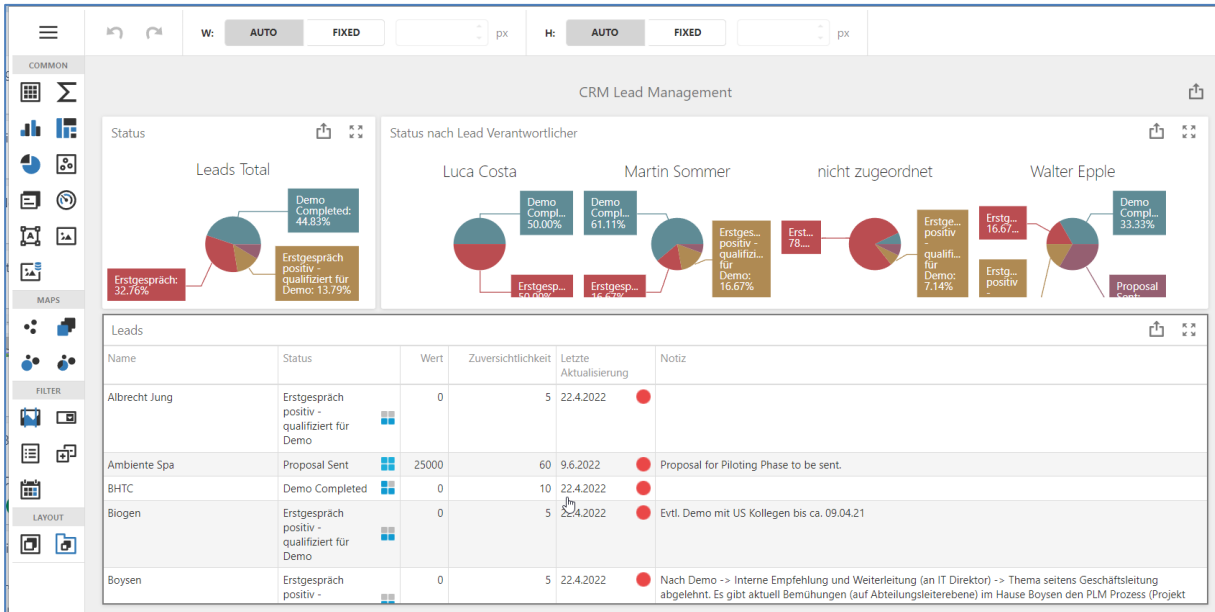 W: AUTO FIXED px H: AUTO FIXED px
COMMON
MAPS
FILTER
LAYOUT
CRM Lead Management
Status
Leads Total
Demo
Completed:
44.83%
Erstgespräch
positiv -
qualifiziert für
Demo: 13.79%
Erstgespräch:
32.76%
Status nach Lead Verantwortlicher
Luca Costa
Demo
Compl...
50.00%
Erstgesp...
50.00%
Martin Sommer
Demo
Compl...
61.11%
Erstges...
positiv -
qualifizi...
für
Demo:
16.67%
Erstgesp...
16.67%
nicht zugeordnet
Erst...
78....
Erstge...
positiv
-
qualifi...
für
Demo:
7.14%
Walter Epple
Erstg...
16.67...
Demo
Compl...
33.33%
Erstg...
positiv
-
Proposal
Sent:
Leads
Name Status Wert Zuversichtlichkeit Letzte Notiz
Aktualisierung
Albrecht Jung Erstgespräch 0 5 22.4.2022
positiv -
qualifiziert für
Demo
Ambiente Spa Proposal Sent 25000 60 9.6.2022 Proposal for Piloting Phase to be sent.
BHTC Demo Completed 0 10 22.4.2022
Biogen Erstgespräch 0 5 22.4.2022 Evtl. Demo mit US Kollegen bis ca. 09.04.21
positiv -
qualifiziert für
Demo
Boysen Erstgespräch 0 5 22.4.2022 Nach Demo -> Interne Empfehlung und Weiterleitung (an IT Direktor) -> Thema seitens Geschäftsleitung
positiv - abgelehnt. Es gibt aktuell Bemühungen (auf Abteilungsleiterebene) im Hause Boysen den PLM Prozess (Projekt